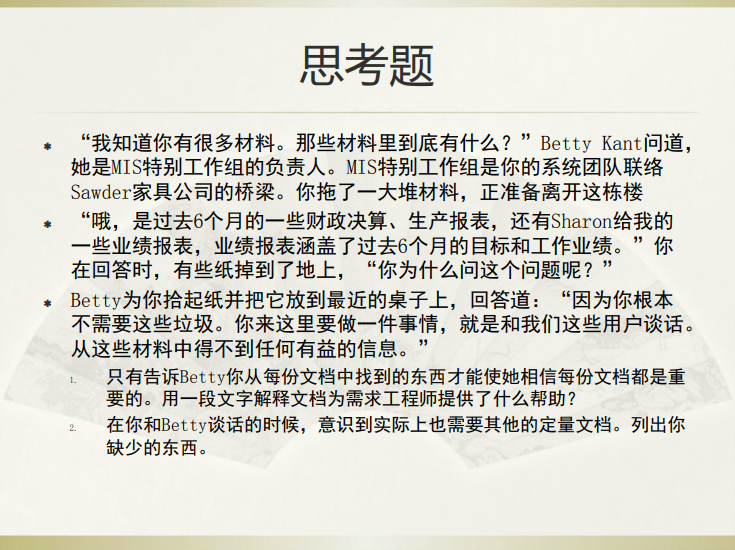 思考题
“我知道你有很多材料。那些材料里到底有什么？”Betty Kant问道，
她是MIS特别工作组的负责人。MIS特别工作组是你的系统团队联络
Sawder家具公司的桥梁。你拖了一大堆材料，正准备离开这栋楼
“哦，是过去6个月的一些财政决算、生产报表，还有Sharon给我的
一些业绩报表，业绩报表涵盖了过去6个月的目标和工作业绩。”你
在回答时，有些纸掉到了地上，“你为什么问这个问题呢？”
Betty为你拾起纸并把它放到最近的桌子上，回答道：“因为你根本
不需要这些垃圾。你来这里要做一件事情，就是和我们这些用户谈话。
从这些材料中得不到任何有益的信息。”
1. 只有告诉Betty你从每份文档中找到的东西才能使她相信每份文档都是重
要的。用一段文字解释文档为需求工程师提供了什么帮助？
2. 在你和Betty谈话的时候，意识到实际上也需要其他的定量文档。列出你
缺少的东西。